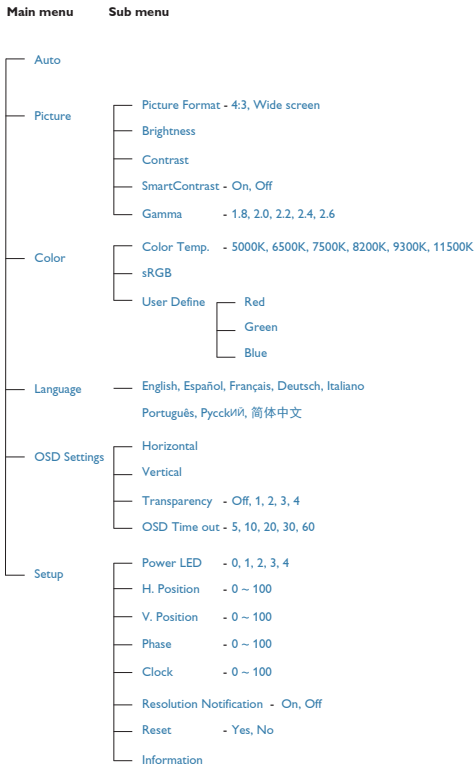 Main menu Sub menu
Auto
Picture
Picture Format - 4:3, Wide screen
Brightness
Contrast
SmartContrast - On, Off
Gamma - 1.8, 2.0, 2.2, 2.4, 2.6
Color
Color Temp. - 5000K, 6500K, 7500K, 8200K, 9300K, 11500K
sRGB
User Define
Red
Green
Blue
Language
English, Español, Français, Deutsch, Italiano
Português, Русский, 简体中文
OSD Settings
Horizontal
Vertical
Transparency - Off, 1, 2, 3, 4
OSD Time out - 5, 10, 20, 30, 60
Setup
Power LED - 0, 1, 2, 3, 4
H. Position - 0 ~ 100
V. Position - 0 ~ 100
Phase - 0 ~ 100
Clock - 0 ~ 100
Resolution Notification - On, Off
Reset - Yes, No
Information